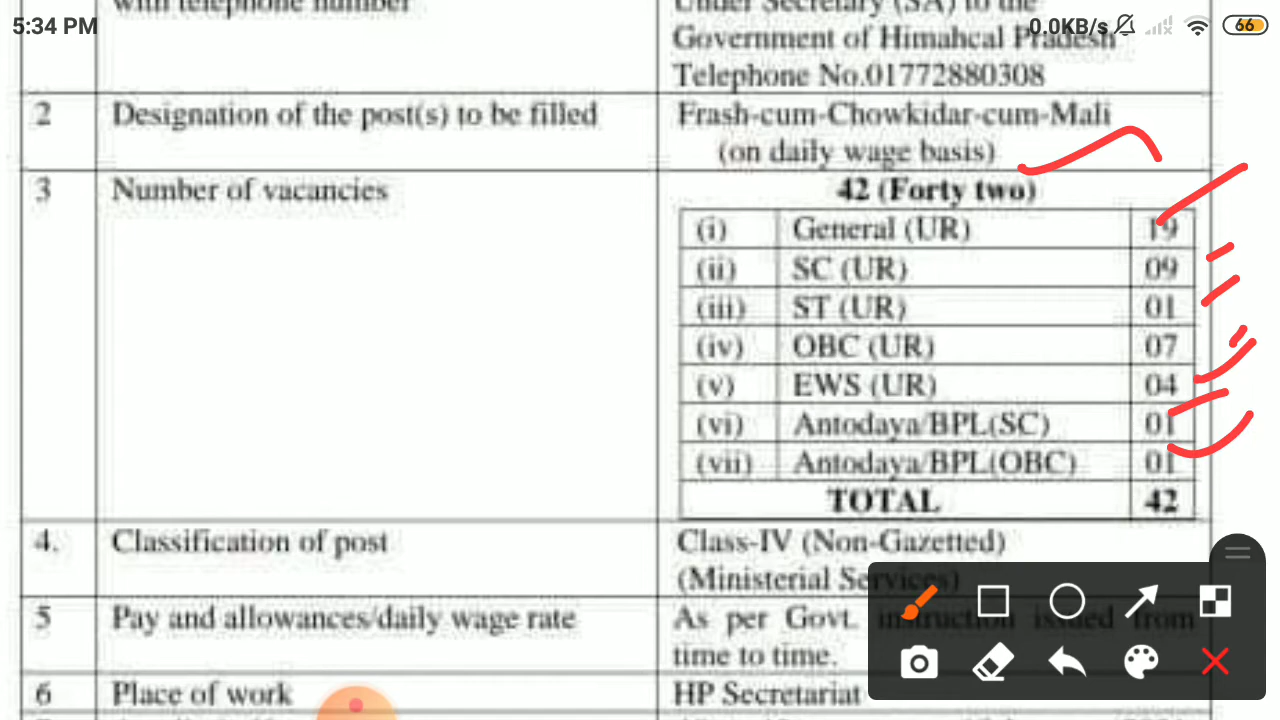 5:34 PM
0.0KB/s
66
with telephone number
Under Secretary (SA) to the
Government of Himahcal Pradesh
Telephone No.01772880308
2 Designation of the post(s) to be filled Frash-cum-Chowkidar-cum-Mali
(on daily wage basis)
3 Number of vacancies 42 (Forty two)
(i) General (UR) 19
(ii) SC (UR) 09
(iii) ST (UR) 01
(iv) OBC (UR) 07
(v) EWS (UR) 04
(vi) Antodaya/BPL(SC) 01
(vii) Antodaya/BPL(OBC) 01
TOTAL 42
4. Classification of post Class-IV (Non-Gazetted)
(Ministerial Services)
5 Pay and allowances/daily wage rate As per Govt. instruction issued from
time to time.
6 Place of work HP Secretariat